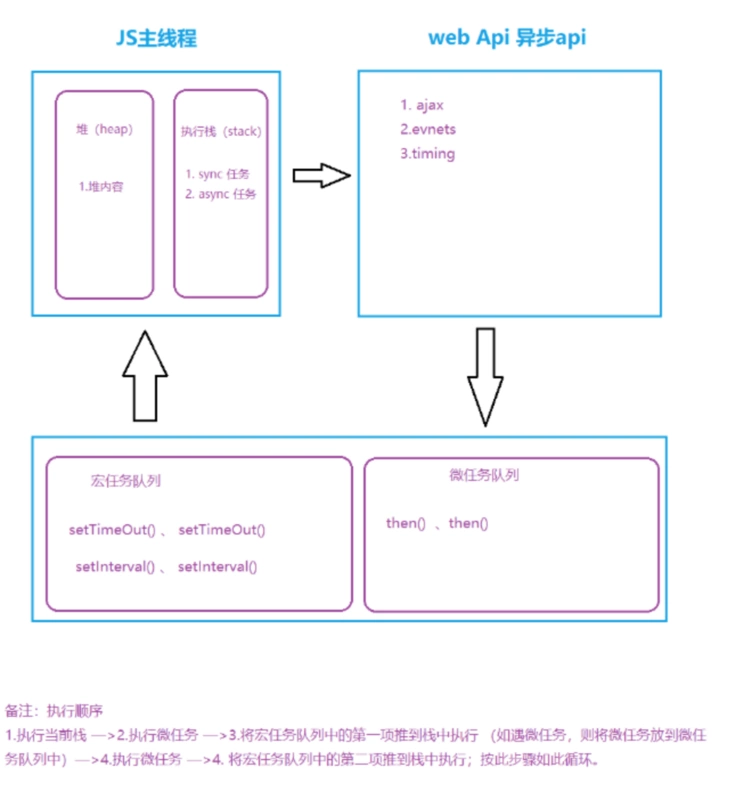 JS主线程
web Api 异步api
堆（heap）
1.堆内容
执行栈（stack）
1. sync 任务
2. async 任务
1. ajax
2.evnets
3.timing
宏任务队列
setTimeOut() 、 setTimeOut()
setInterval() 、 setInterval()
微任务队列
then() 、then()
备注：执行顺序
1.执行当前栈 —>2.执行微任务 —>3.将宏任务队列中的第一项推到栈中执行 （如遇微任务，则将微任务放到微任
务队列中）—>4.执行微任务 —>4. 将宏任务队列中的第二项推到栈中执行；按此步骤如此循环。